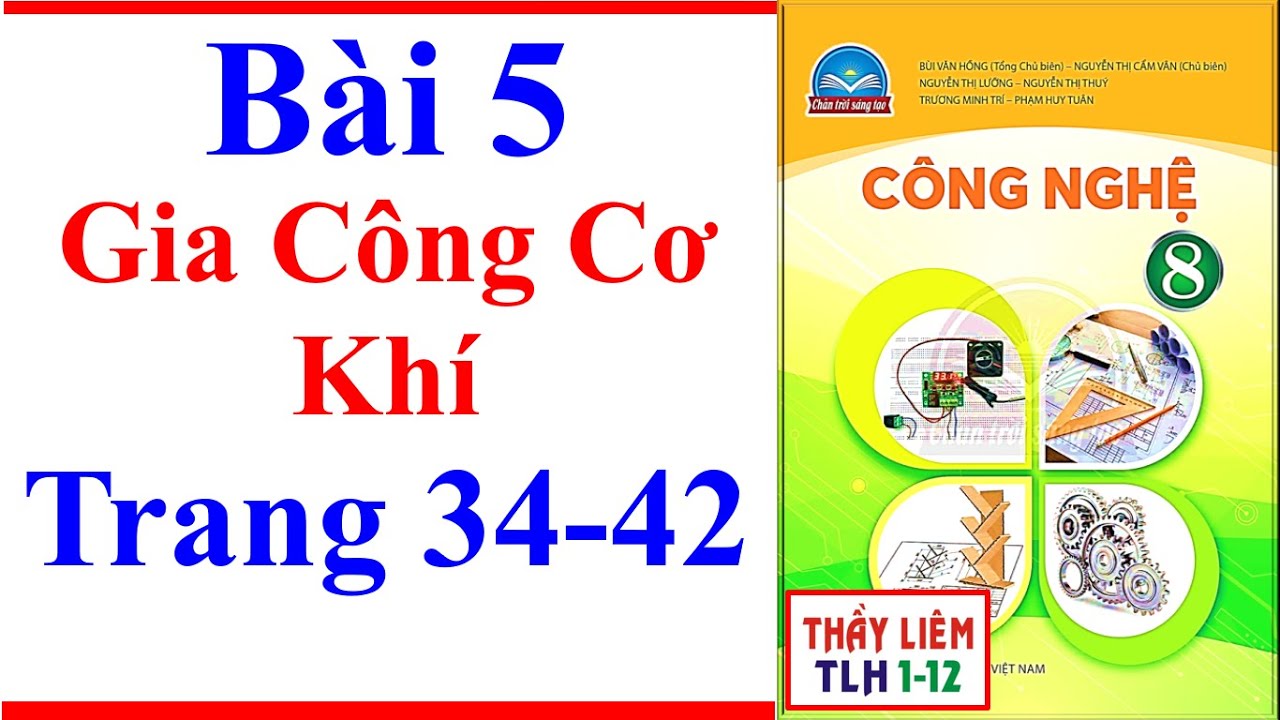 Bài 5
Gia Công Cơ
Khí
Trang 34-42
BÙI VĂN HỒNG (Tổng Chủ biên) – NGUYỄN THỊ CẨM VÂN (Chủ biên)
NGUYỄN THỊ LƯỠNG – NGUYỄN THỊ THUÝ
TRƯƠNG MINH TRÍ – PHẠM HUY TUÂN
Chân trời sáng tạo
CÔNG NGHỆ
8
THẦY LIÊM
TLH 1-12
VIỆT NAM